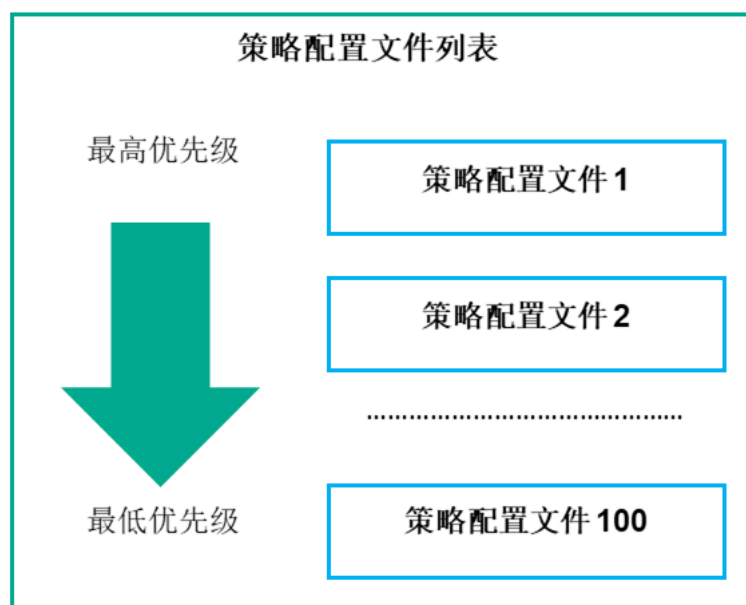 策略配置文件列表
最高优先级
策略配置文件 1
策略配置文件 2
................................................
最低优先级
策略配置文件 100